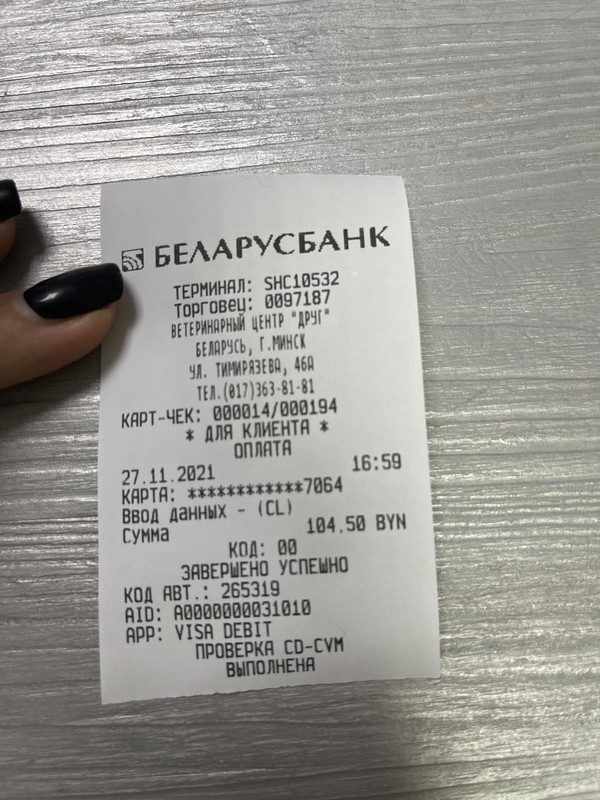 БЕЛАРУСБАНК
ТЕРМИНАЛ: SHC10532
Торговец: 0097187
ВЕТЕРИНАРНЫЙ ЦЕНТР "ДРУГ"
БЕЛАРУСЬ, Г.МИНСК
УЛ. ТИМИРЯЗЕВА, 46А
ТЕЛ.(017)363-81-81
КАРТ-ЧЕК: 000014/000194
* ДЛЯ КЛИЕНТА *
ОПЛАТА
27.11.2021 16:59
КАРТА: ************7064
Ввод данных - (CL)
Сумма 104.50 BYN
КОД: 00
ЗАВЕРШЕНО УСПЕШНО
КОД АВТ.: 265319
AID: A0000000031010
APP: VISA DEBIT
ПРОВЕРКА CD-CVM
ВЫПОЛНЕНА